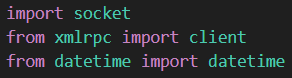 import socket
from xmlrpc import client
from datetime import datetime